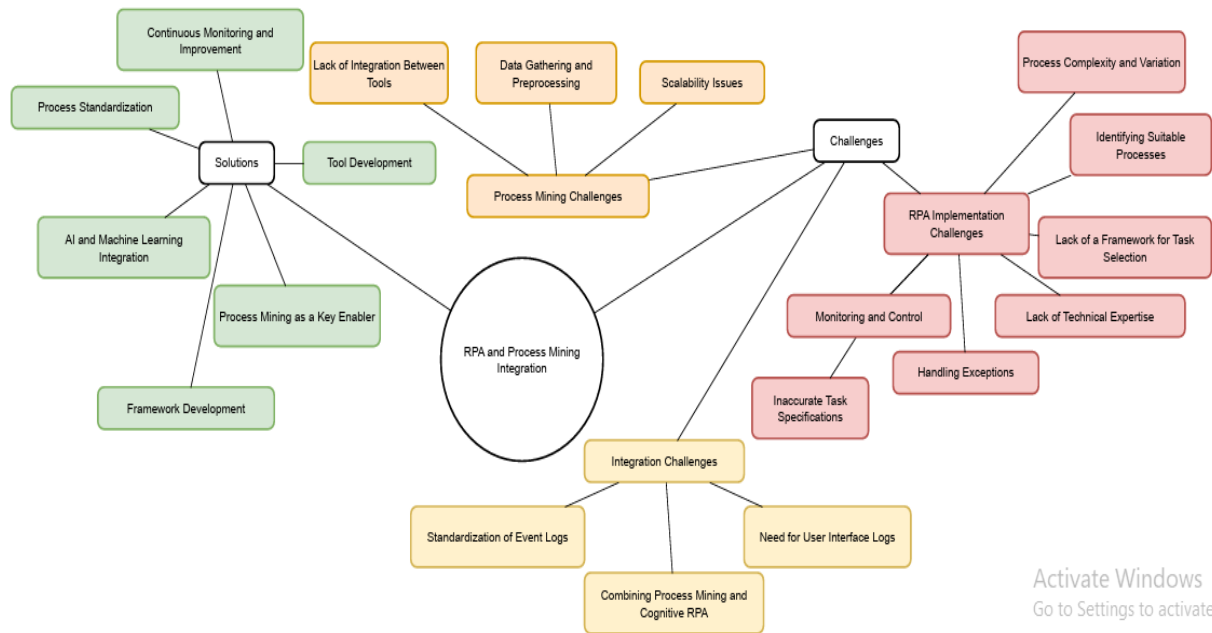 Continuous Monitoring and
Improvement
Process Standardization
Solutions
Tool Development
AI and Machine Learning
Integration
Process Mining as a Key Enabler
Framework Development
Lack of Integration Between
Tools
Data Gathering and
Preprocessing
Scalability Issues
Process Mining Challenges
Challenges
RPA and Process Mining
Integration
Process Complexity and Variation
Identifying Suitable
Processes
RPA Implementation
Challenges
Lack of a Framework for Task
Selection
Monitoring and Control
Lack of Technical Expertise
Handling Exceptions
Inaccurate Task
Specifications
Integration Challenges
Standardization of Event Logs
Need for User Interface Logs
Combining Process Mining and
Cognitive RPA
Activate Windows
Go to Settings to activate